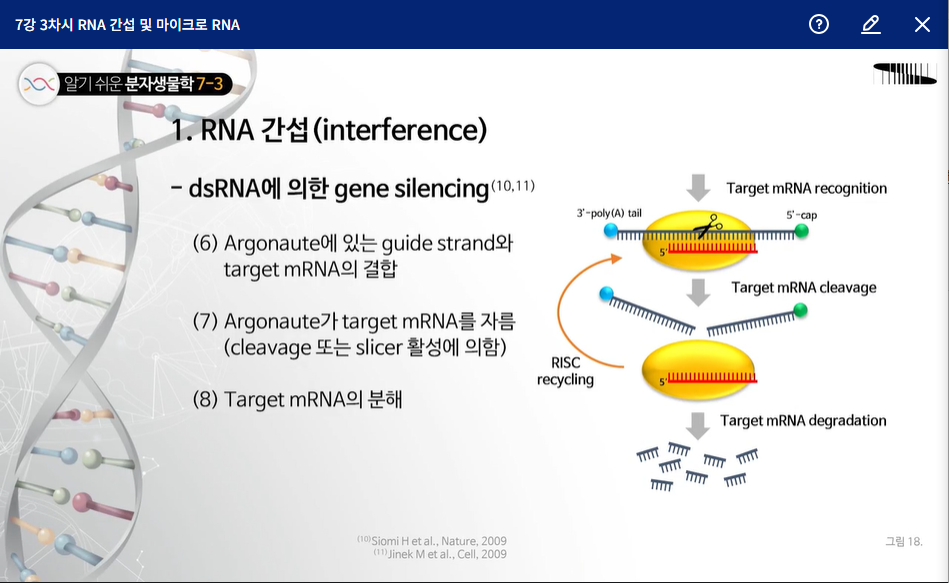 7강 3차시 RNA 간섭 및 마이크로 RNA
알기 쉬운 분자생물학 7-3
1. RNA 간섭(interference)
- dsRNA에 의한 gene silencing(10,11)
(6) Argonaute에 있는 guide strand와
target mRNA의 결합
(7) Argonaute가 target mRNA를 자름
(cleavage 또는 slicer 활성에 의함)
(8) Target mRNA의 분해
Target mRNA recognition
3'-poly(A) tail
5'-cap
5'
Target mRNA cleavage
RISC
recycling
5'
Target mRNA degradation
(10)Siomi H et al., Nature, 2009
(11)Jinek M et al., Cell, 2009
그림 18.